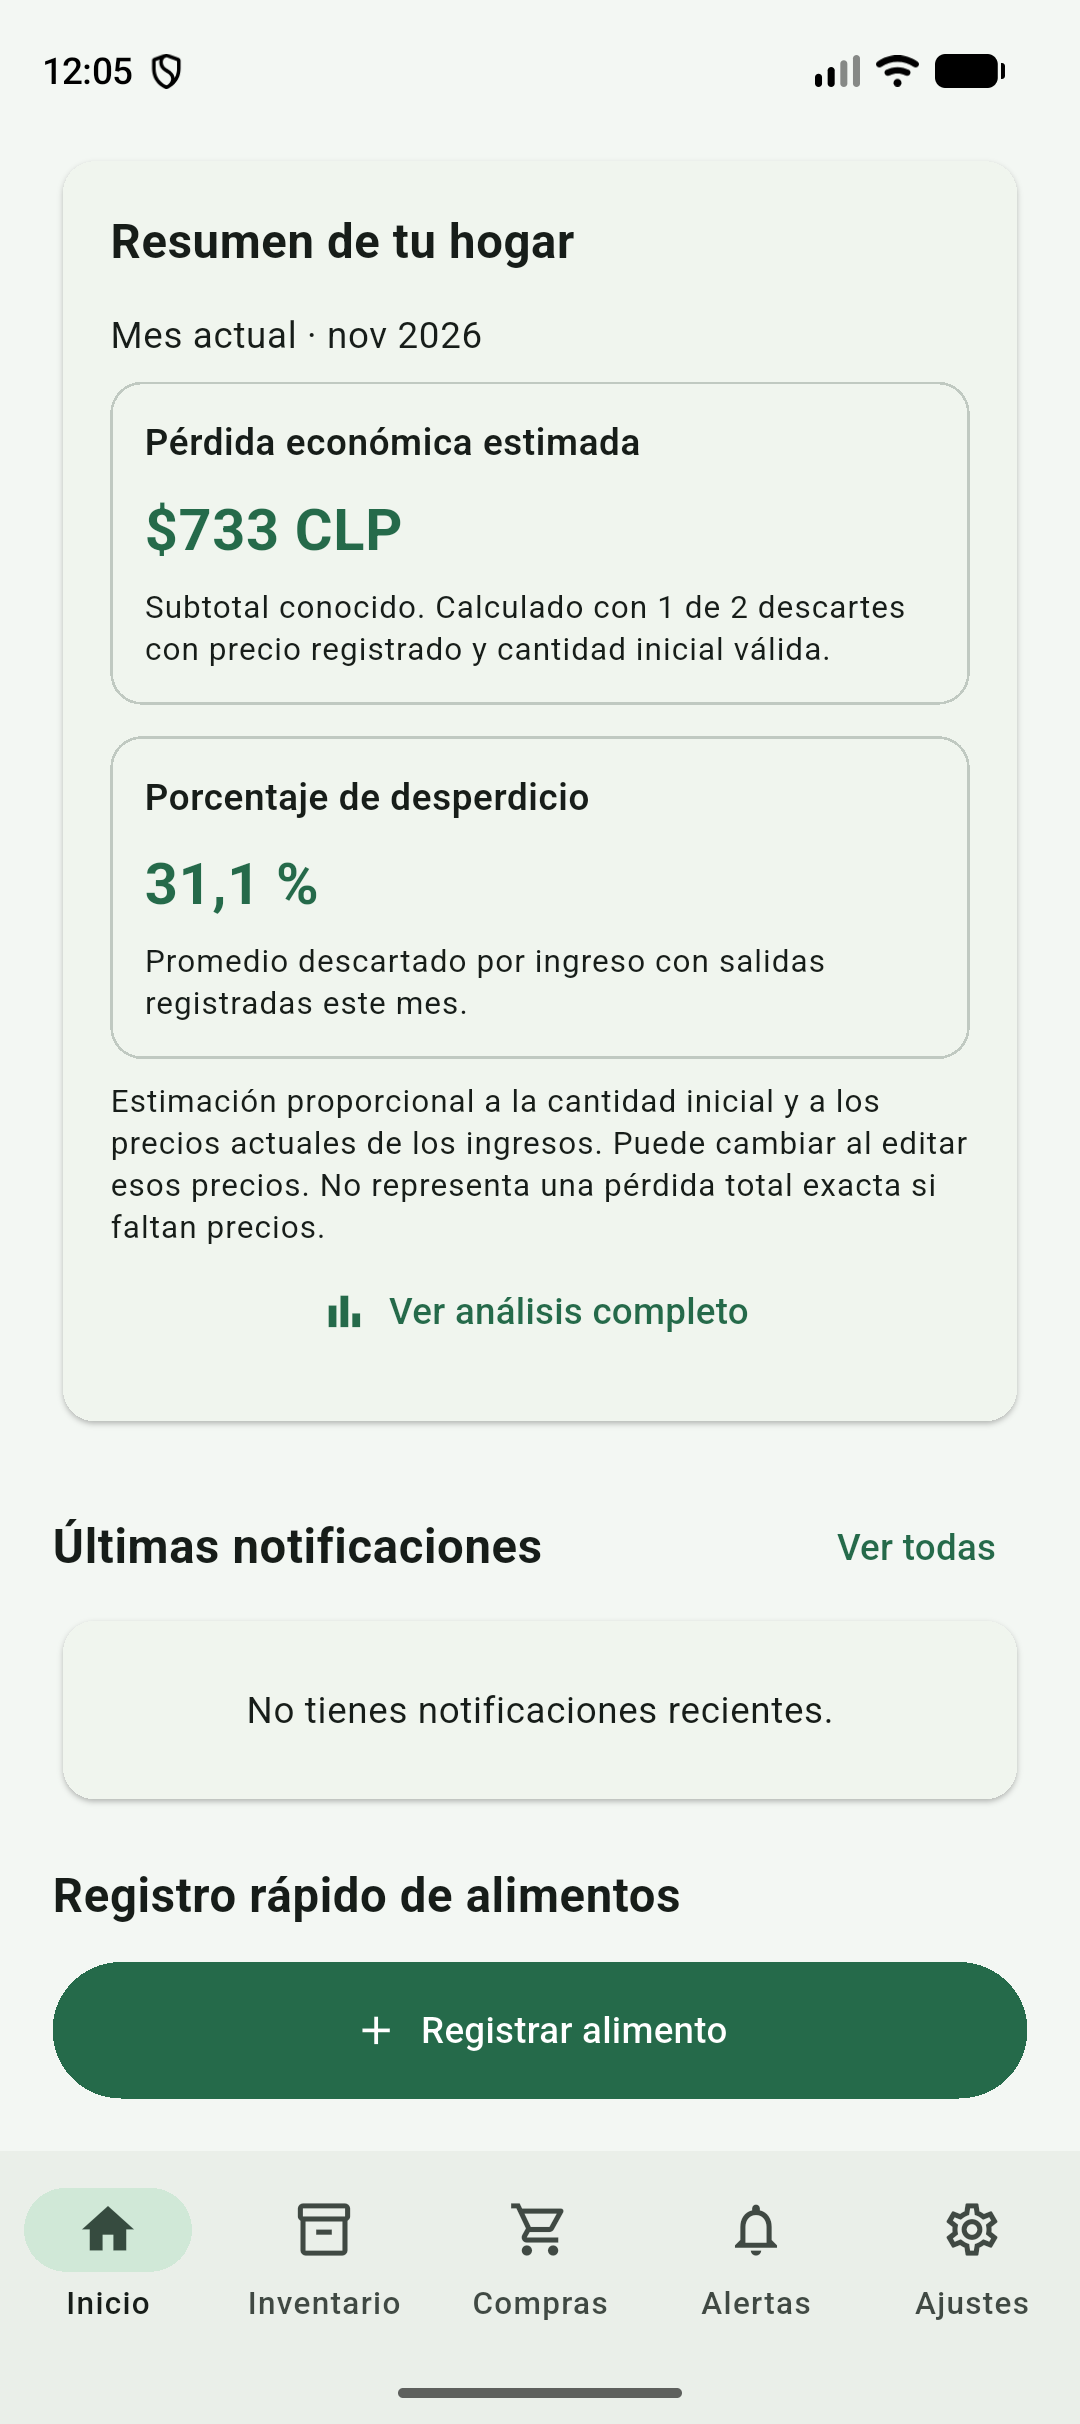 12:05
Resumen de tu hogar
Mes actual · nov 2026
Pérdida económica estimada
$733 CLP
Subtotal conocido. Calculado con 1 de 2 descartes
con precio registrado y cantidad inicial válida.
Porcentaje de desperdicio
31,1 %
Promedio descartado por ingreso con salidas
registradas este mes.
Estimación proporcional a la cantidad inicial y a los
precios actuales de los ingresos. Puede cambiar al editar
esos precios. No representa una pérdida total exacta si
faltan precios.
Ver análisis completo
Últimas notificaciones
Ver todas
No tienes notificaciones recientes.
Registro rápido de alimentos
+ Registrar alimento
Inicio
Inventario
Compras
Alertas
Ajustes